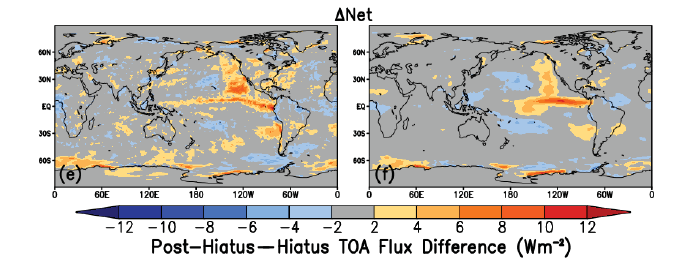 ΔNet
60N 30N EQ 30S 60S (e) 0 60E 120E 180 120W 60W 0
60N 30N EQ 30S 60S (f) 0 60E 120E 180 120W 60W 0
−12 −10 −8 −6 −4 −2 2 4 6 8 10 12
Post−Hiatus−Hiatus TOA Flux Difference (Wm⁻²)